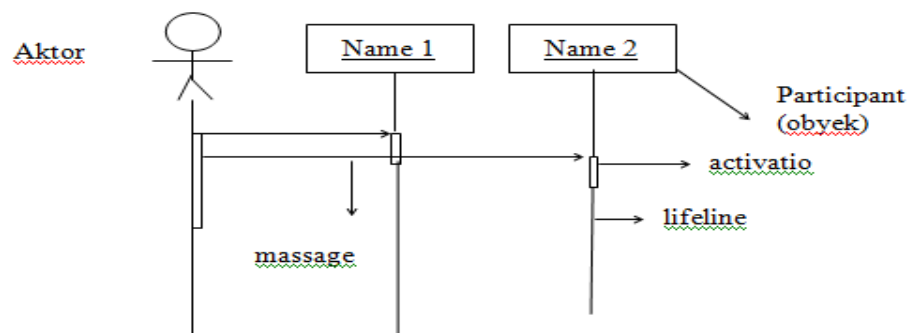 Aktor
Name 1
Name 2
Participant
(obyek)
activatio
lifeline
massage